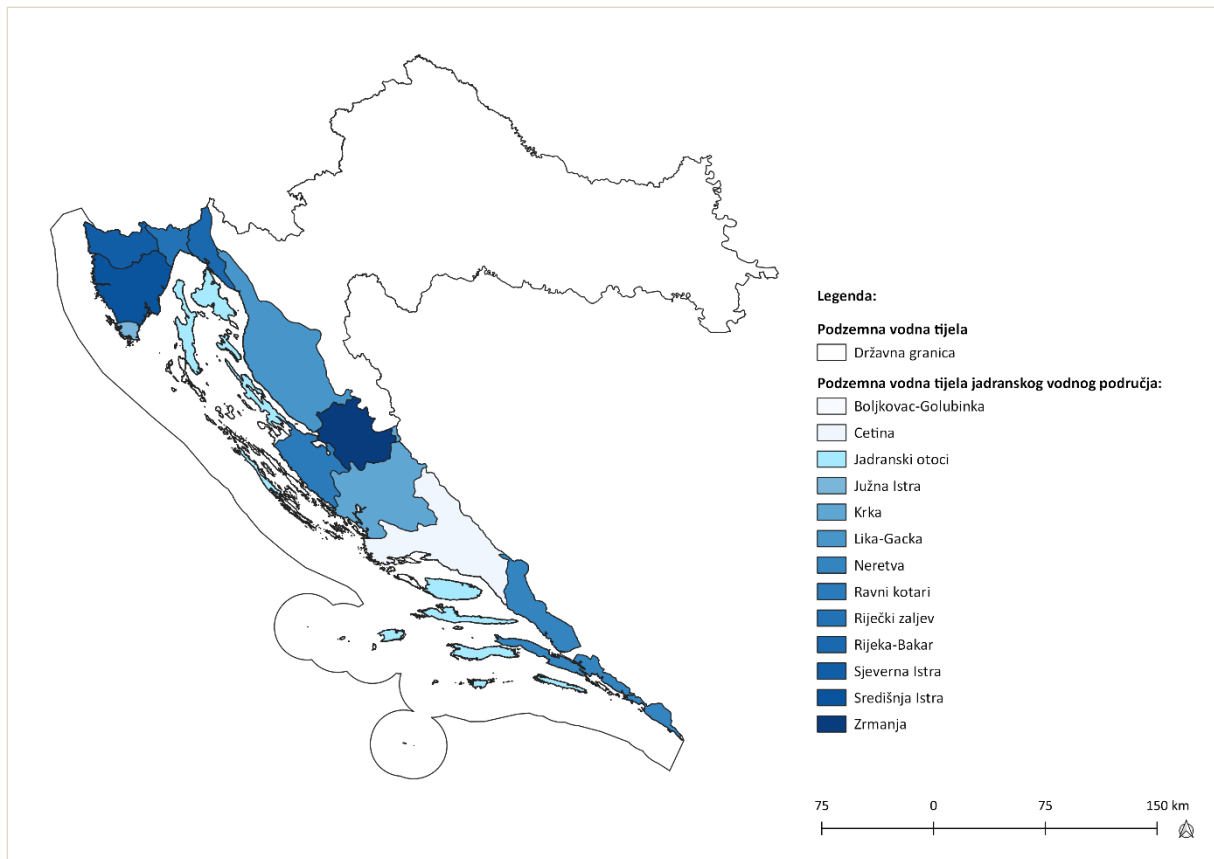 Legenda:
Podzemna vodna tijela
Državna granica
Podzemna vodna tijela jadranskog vodnog područja:
Boljkovac-Golubinka
Cetina
Jadranski otoci
Južna Istra
Krka
Lika-Gacka
Neretva
Ravni kotari
Riječki zaljev
Rijeka-Bakar
Sjeverna Istra
Središnja Istra
Zrmanja
75 0 75 150 km